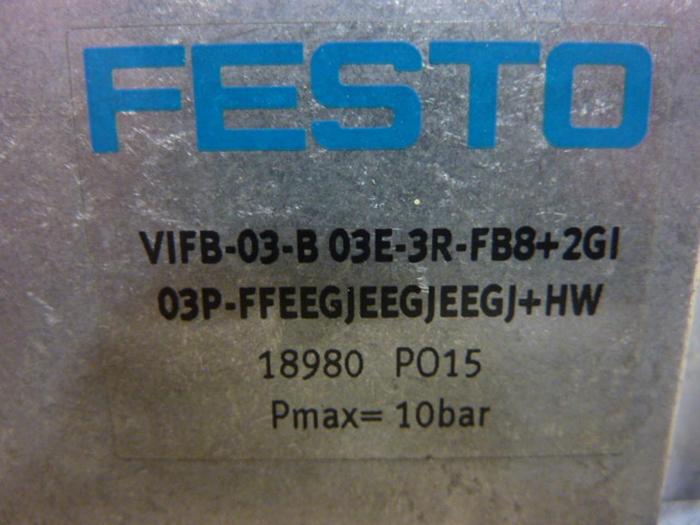 FESTO
VIFB-03-B 03E-3R-FB8+2GI
03P-FFEEGJEEGJEEGJ+HW
18980 PO15
Pmax= 10bar